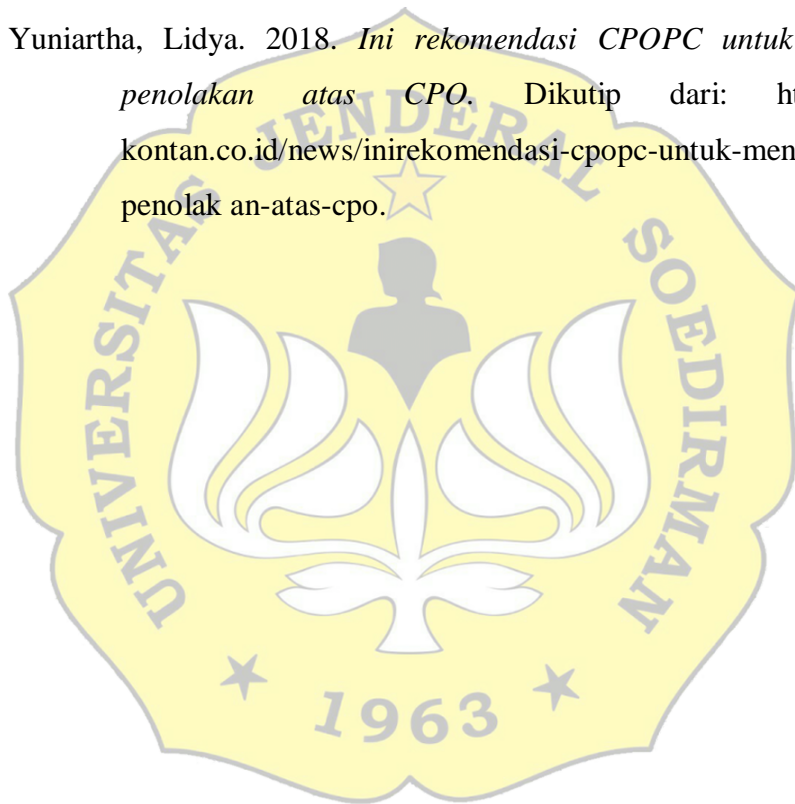 Yuniartha, Lidya. 2018. Ini rekomendasi CPOPC untuk
penolakan atas CPO. Dikutip dari: ht
kontan.co.id/news/inirekomendasi-cpopc-untuk-men
penolak an-atas-cpo.
UNIVERSITAS JENDERAL SOEDIRMAN
1963